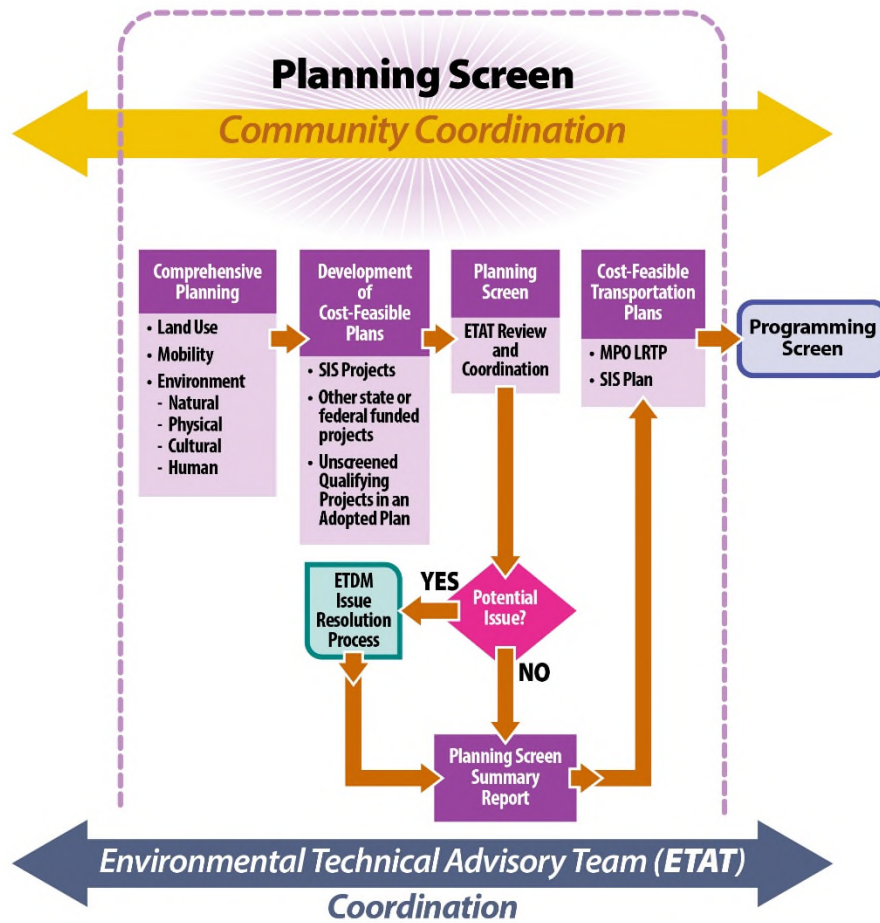 Planning Screen
Community Coordination
Comprehensive
Planning
• Land Use
• Mobility
• Environment
- Natural
- Physical
- Cultural
- Human
Development
of
Cost-Feasible
Plans
• SIS Projects
• Other state or
federal funded
projects
• Unscreened
Qualifying
Projects in an
Adopted Plan
Planning
Screen
ETAT Review
and
Coordination
Cost-Feasible
Transportation
Plans
• MPO LRTP
• SIS Plan
Programming
Screen
ETDM
Issue
Resolution
Process
YES
Potential
Issue?
NO
Planning Screen
Summary
Report
Environmental Technical Advisory Team (ETAT)
Coordination